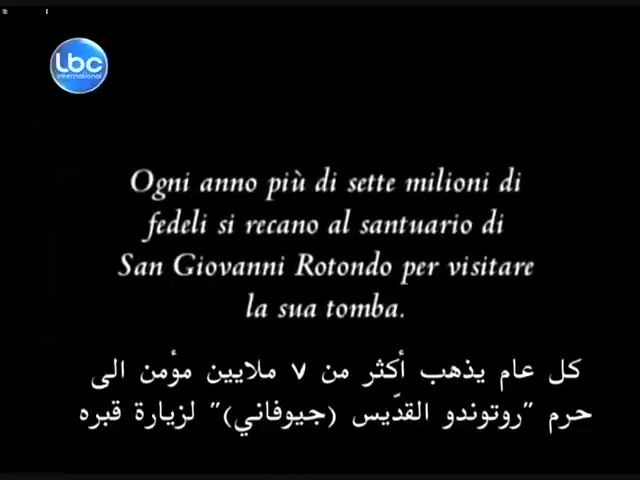 lbc
international
Ogni anno più di sette milioni di
fedeli si recano al santuario di
San Giovanni Rotondo per visitare
la sua tomba.
كل عام يذهب أكثر من ٧ ملايين مؤمن الى
حرم "روتوندو القدّيس (جيوفاني)" لزيارة قبره